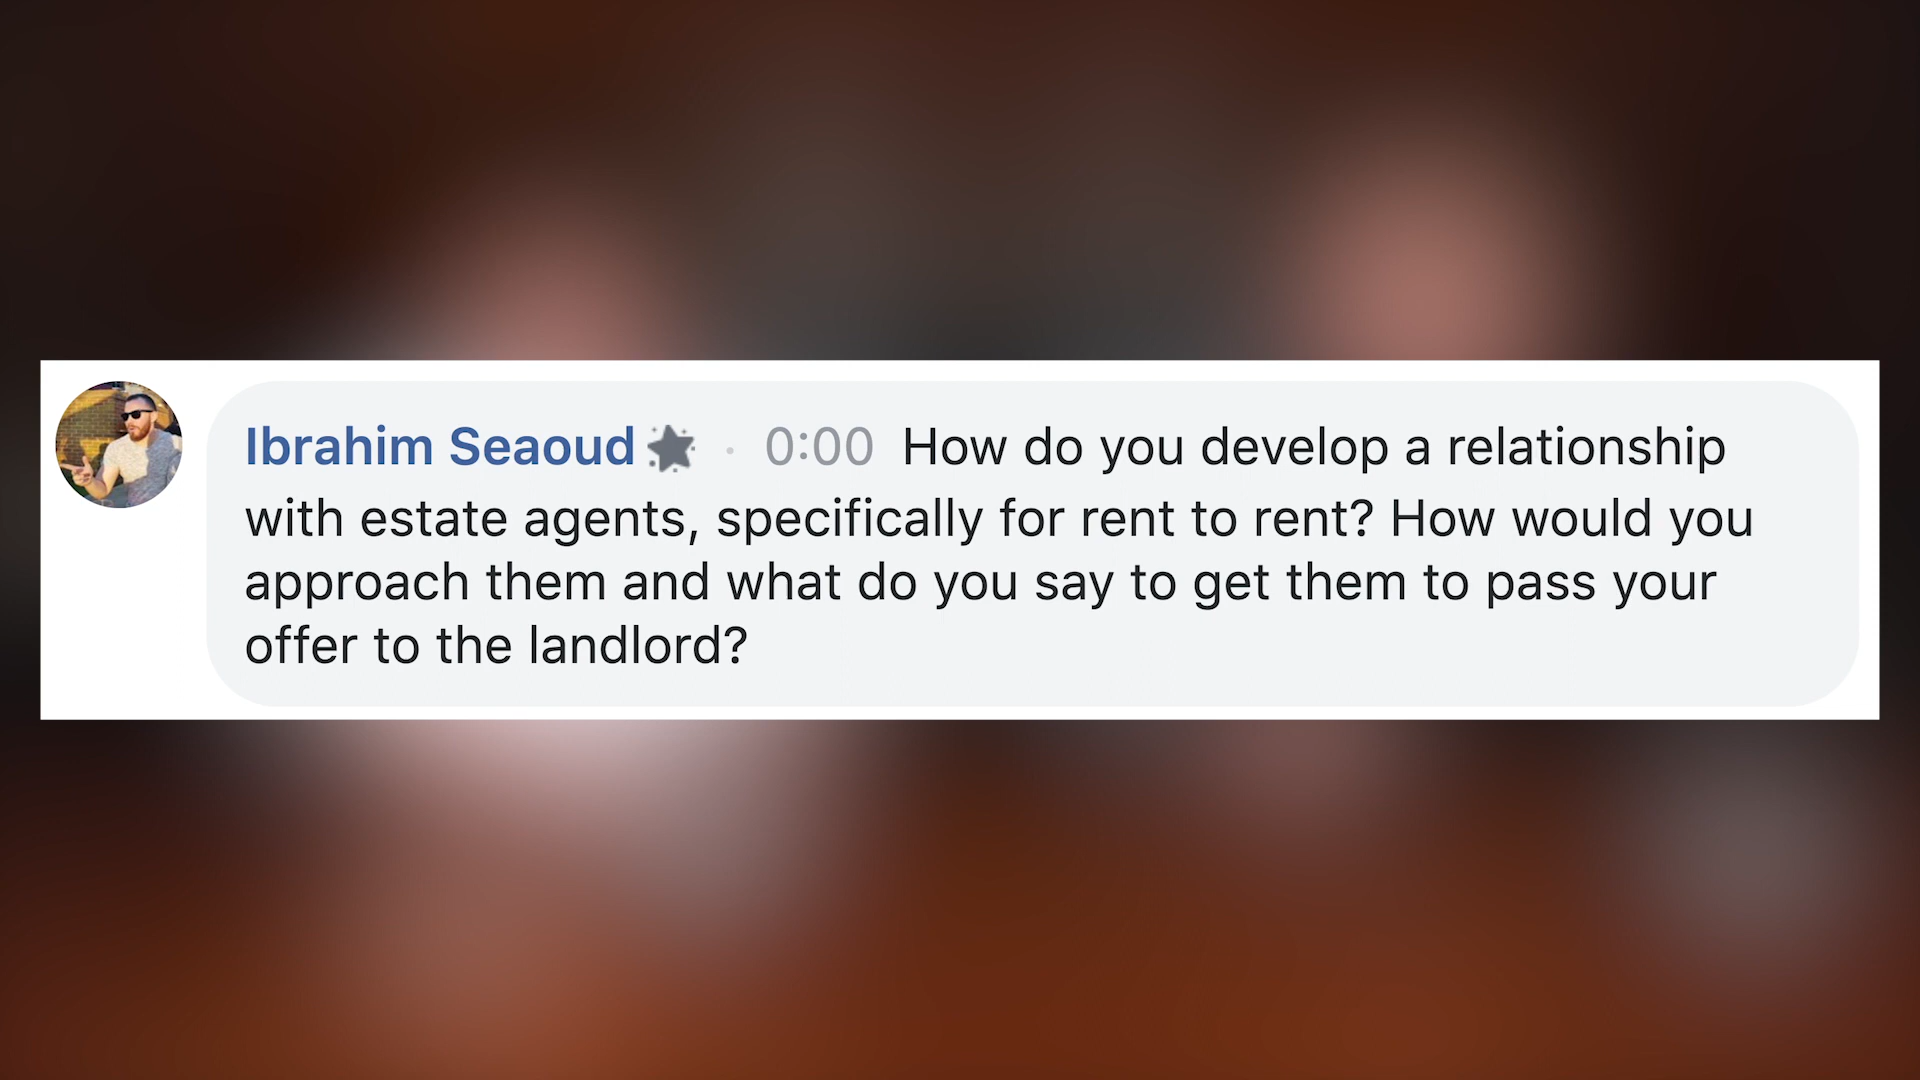 Ibrahim Seaoud · 0:00 How do you develop a relationship
with estate agents, specifically for rent to rent? How would you
approach them and what do you say to get them to pass your
offer to the landlord?